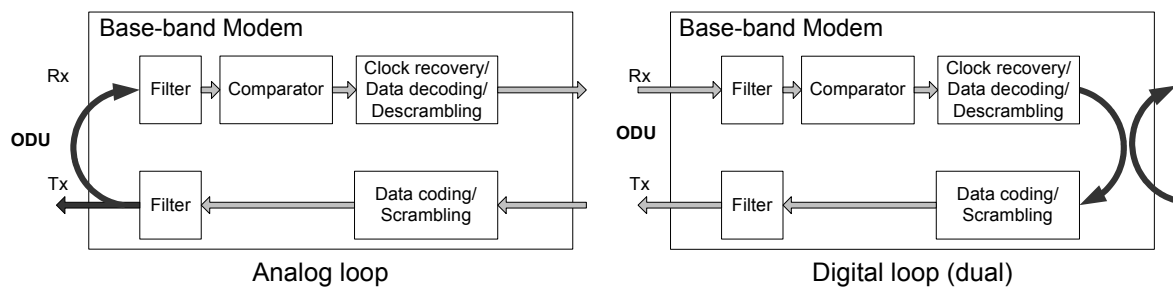 Base-band Modem
Rx
Filter
Comparator
Clock recovery/
Data decoding/
Descrambling
ODU
Tx
Filter
Data coding/
Scrambling
Analog loop
Base-band Modem
Rx
Filter
Comparator
Clock recovery/
Data decoding/
Descrambling
ODU
Tx
Filter
Data coding/
Scrambling
Digital loop (dual)